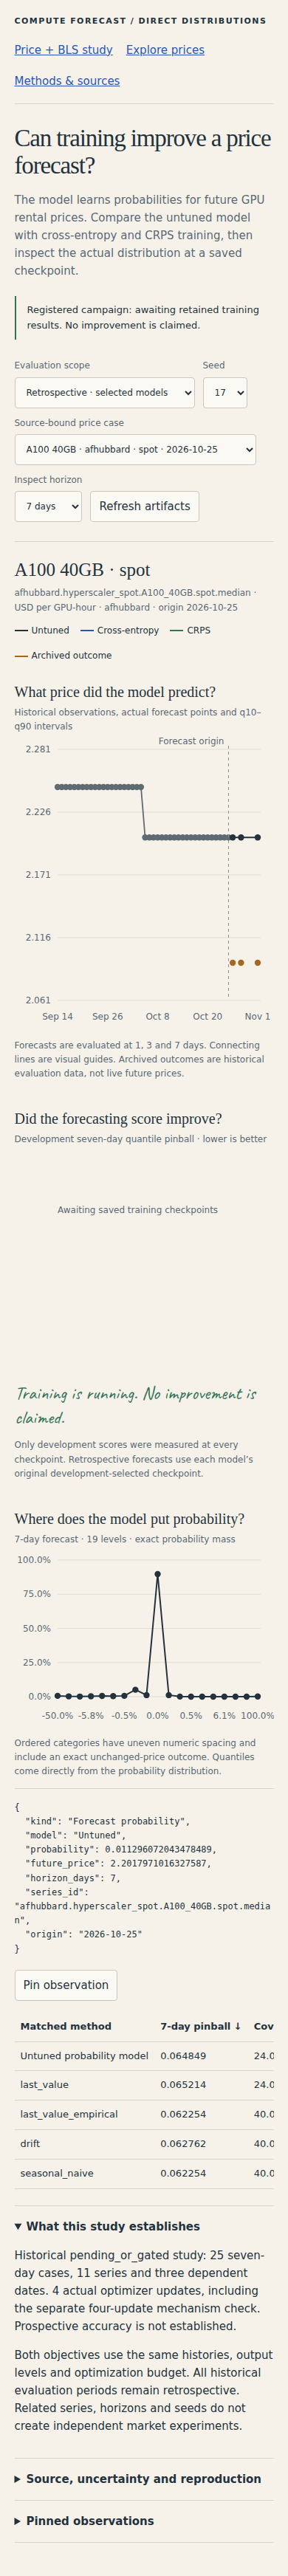 COMPUTE FORECAST / DIRECT DISTRIBUTIONS
Price + BLS study Explore prices
Methods & sources
Can training improve a price
forecast?
The model learns probabilities for future GPU
rental prices. Compare the untuned model
with cross-entropy and CRPS training, then
inspect the actual distribution at a saved
checkpoint.
Registered campaign: awaiting retained training
results. No improvement is claimed.
Evaluation scope Seed
Retrospective · selected models 17
Source-bound price case
A100 40GB · afhubbard · spot · 2026-10-25
Inspect horizon
7 days Refresh artifacts
A100 40GB · spot
afhubbard.hyperscaler_spot.A100_40GB.spot.median ·
USD per GPU-hour · afhubbard · origin 2026-10-25
Untuned Cross-entropy CRPS
Archived outcome
What price did the model predict?
Historical observations, actual forecast points and q10–
q90 intervals
Forecast origin
2.281
2.226
2.171
2.116
2.061
Sep 14 Sep 26 Oct 8 Oct 20 Nov 1
Forecasts are evaluated at 1, 3 and 7 days. Connecting
lines are visual guides. Archived outcomes are historical
evaluation data, not live future prices.
Did the forecasting score improve?
Development seven-day quantile pinball · lower is better
Awaiting saved training checkpoints
Training is running. No improvement is
claimed.
Only development scores were measured at every
checkpoint. Retrospective forecasts use each model's
original development-selected checkpoint.
Where does the model put probability?
7-day forecast · 19 levels · exact probability mass
100.0%
75.0%
50.0%
25.0%
0.0%
-50.0% -5.8% -0.5% 0.0% 0.5% 6.1% 100.0%
Ordered categories have uneven numeric spacing and
include an exact unchanged-price outcome. Quantiles
come directly from the probability distribution.
{
"kind": "Forecast probability",
"model": "Untuned",
"probability": 0.011296072043478489,
"future_price": 2.2017971016327587,
"horizon_days": 7,
"series_id":
"afhubbard.hyperscaler_spot.A100_40GB.spot.media
n",
"origin": "2026-10-25"
}
Pin observation
Matched method 7-day pinball ↓ Cov
Untuned probability model 0.064849 24.0
last_value 0.065214 24.0
last_value_empirical 0.062254 40.0
drift 0.062762 40.0
seasonal_naive 0.062254 40.0
▼ What this study establishes
Historical pending_or_gated study: 25 seven-
day cases, 11 series and three dependent
dates. 4 actual optimizer updates, including
the separate four-update mechanism check.
Prospective accuracy is not established.
Both objectives use the same histories, output
levels and optimization budget. All historical
evaluation periods remain retrospective.
Related series, horizons and seeds do not
create independent market experiments.
▶ Source, uncertainty and reproduction
▶ Pinned observations